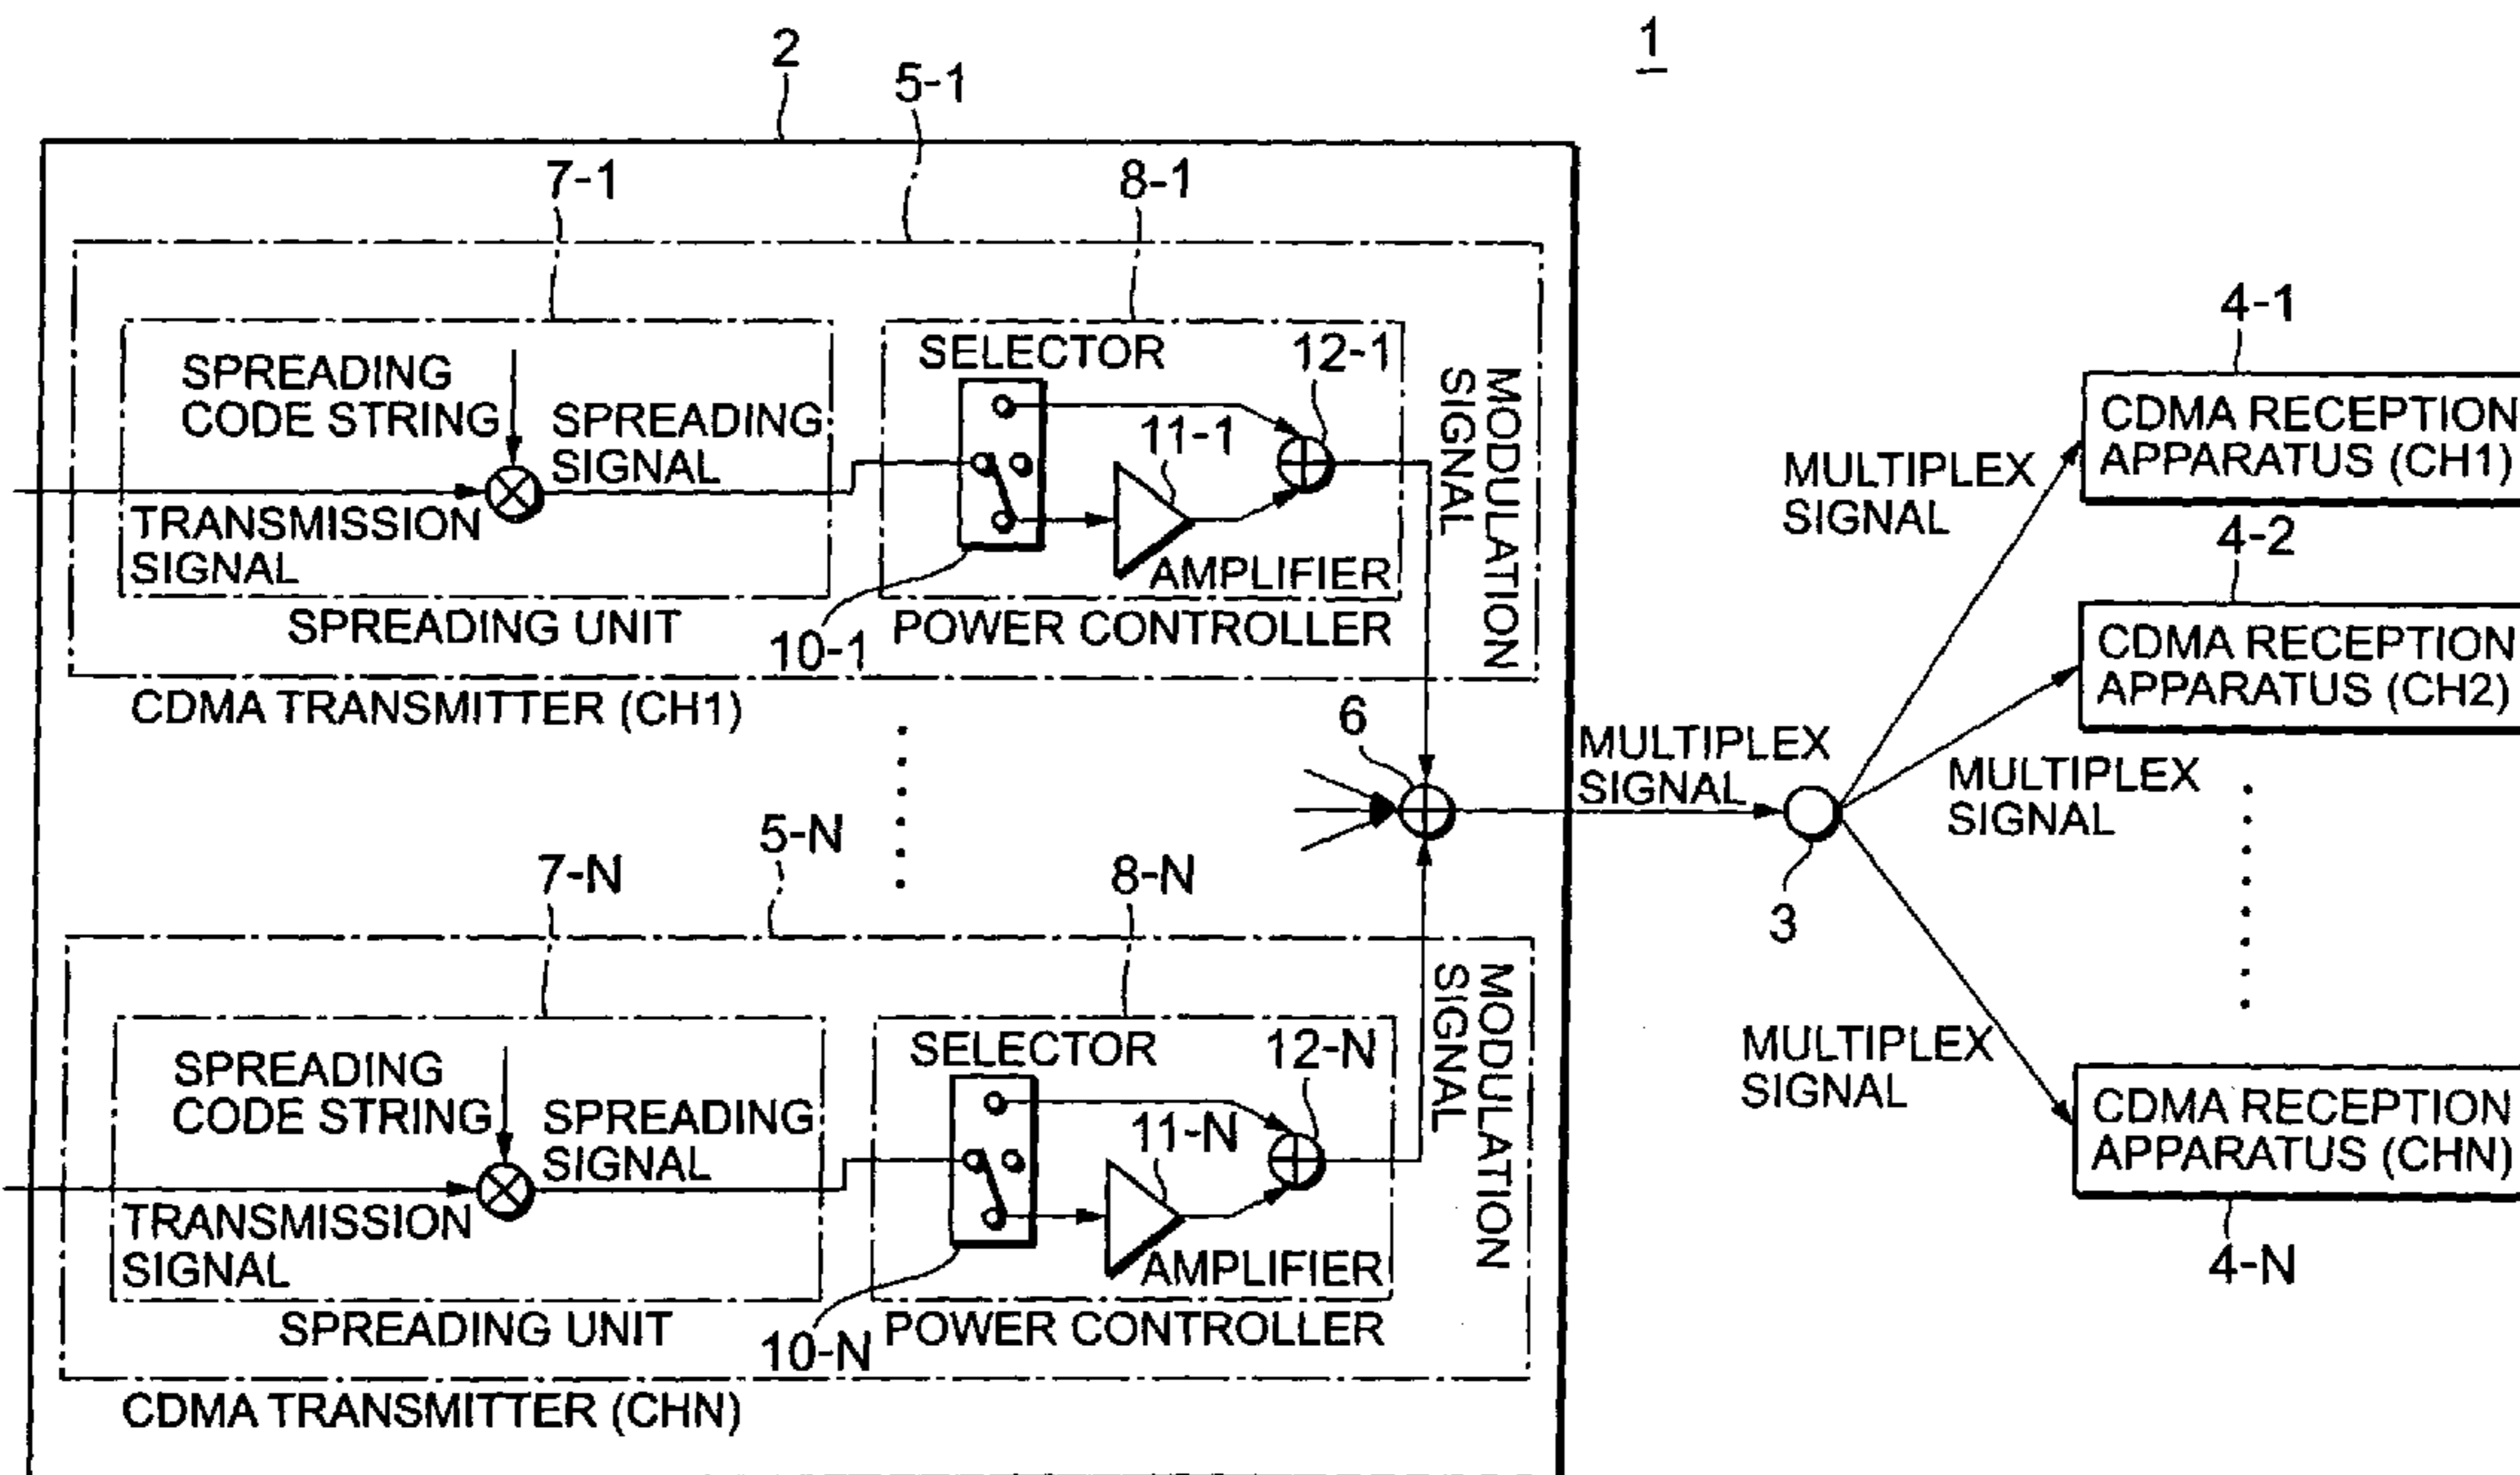 1
2
5-1
7-1
8-1
SPREADING
CODE STRING
SPREADING
SIGNAL
TRANSMISSION
SIGNAL
SPREADING UNIT
SELECTOR
12-1
11-1
AMPLIFIER
10-1
POWER CONTROLLER
MODULATION
SIGNAL
CDMA TRANSMITTER (CH1)
6
MULTIPLEX
SIGNAL
3
5-N
7-N
8-N
SPREADING
CODE STRING
SPREADING
SIGNAL
TRANSMISSION
SIGNAL
SPREADING UNIT
SELECTOR
12-N
11-N
AMPLIFIER
10-N
POWER CONTROLLER
MODULATION
SIGNAL
CDMA TRANSMITTER (CHN)
MULTIPLEX
SIGNAL
4-1
CDMA RECEPTION
APPARATUS (CH1)
MULTIPLEX
SIGNAL
4-2
CDMA RECEPTION
APPARATUS (CH2)
MULTIPLEX
SIGNAL
CDMA RECEPTION
APPARATUS (CHN)
4-N